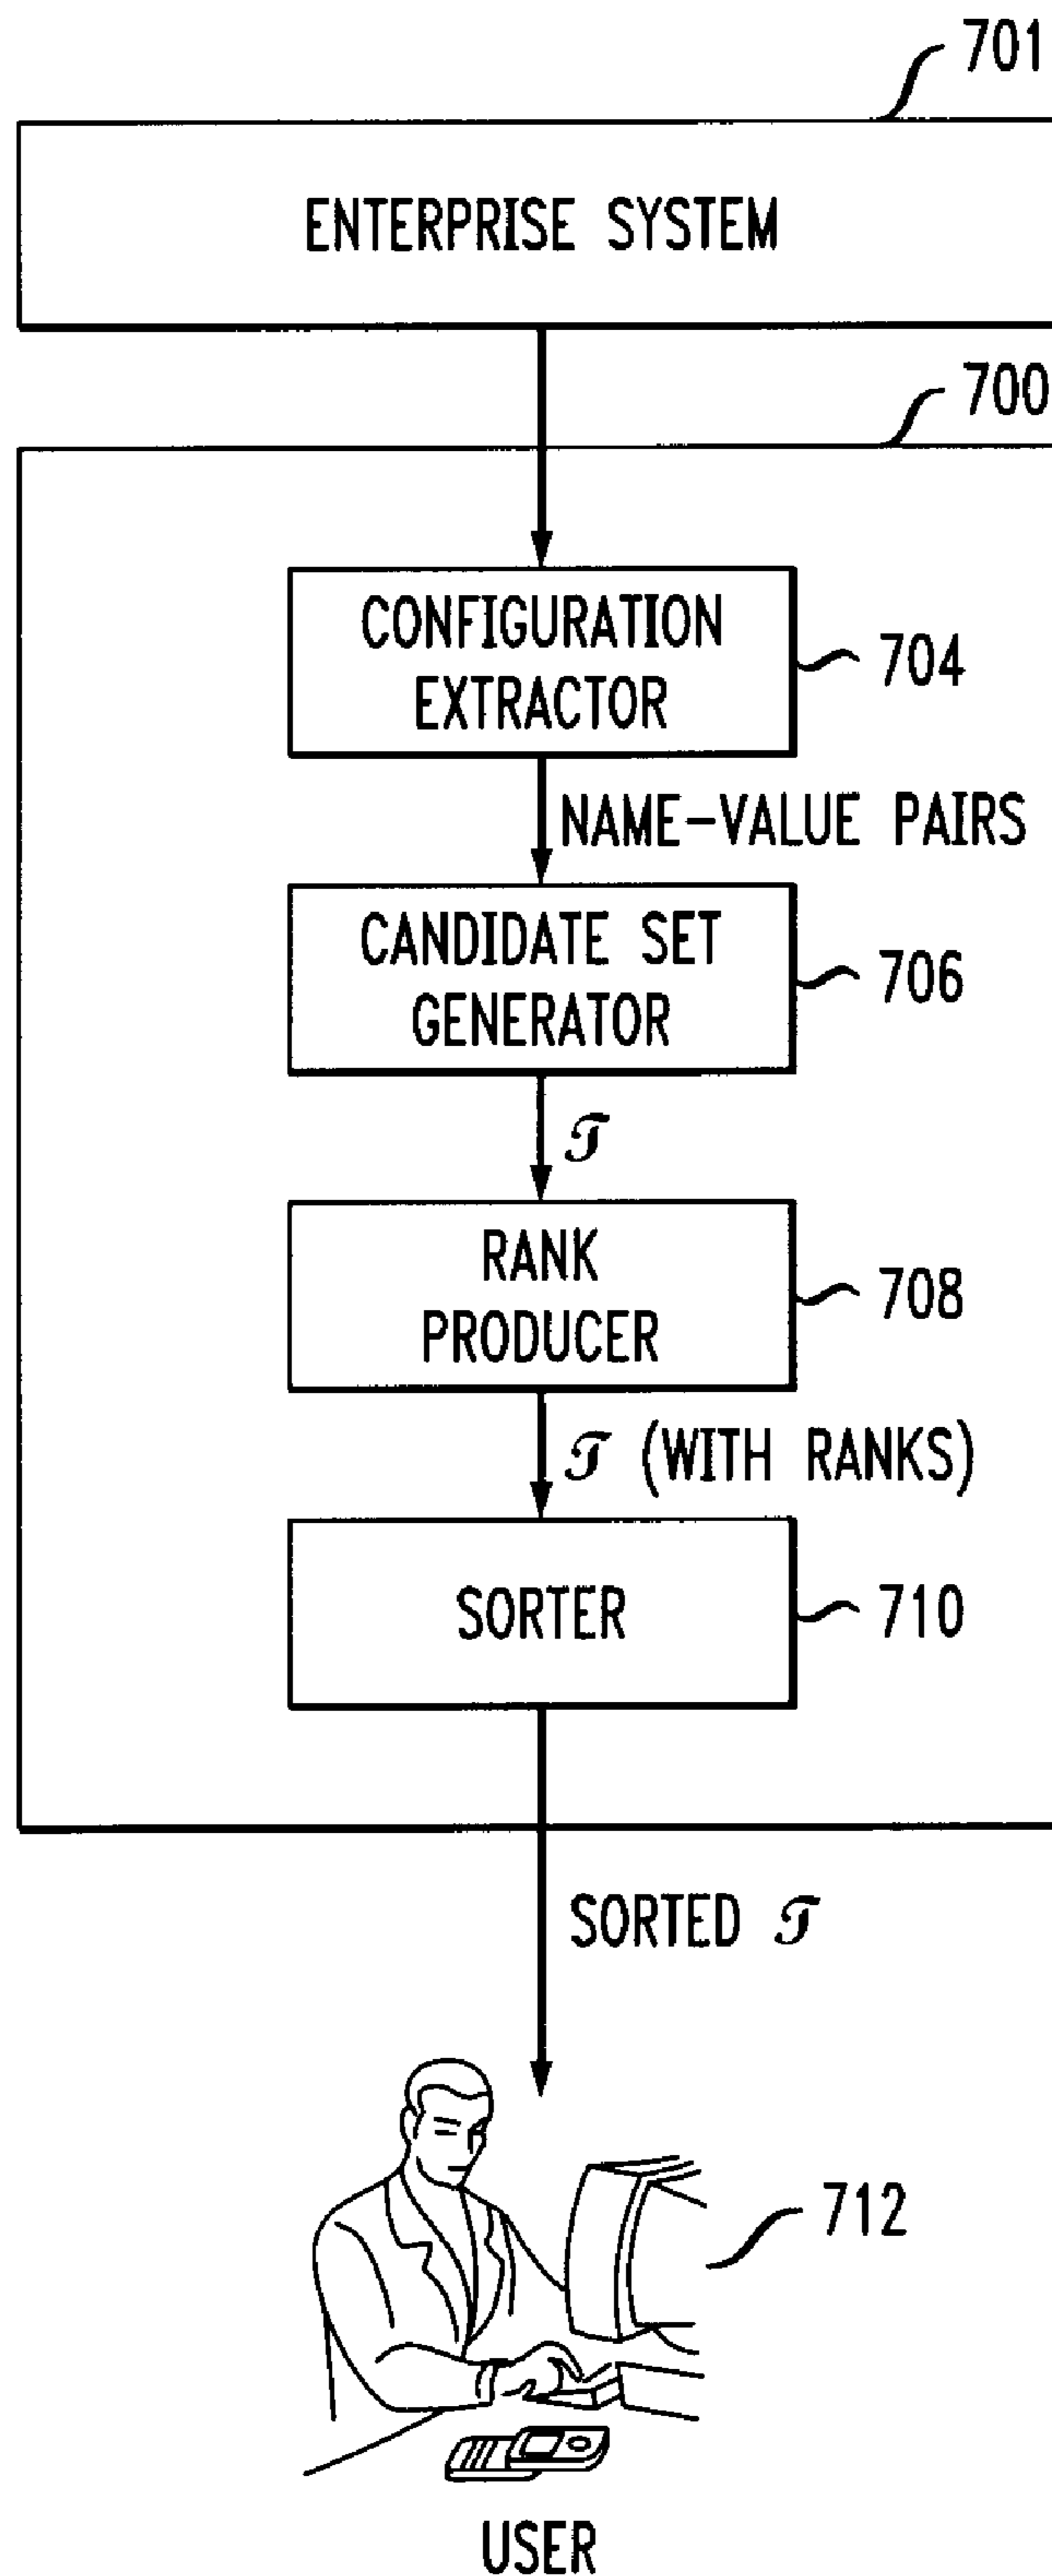 701
ENTERPRISE SYSTEM
700
CONFIGURATION
EXTRACTOR
704
NAME-VALUE PAIRS
CANDIDATE SET
GENERATOR
706
𝒯
RANK
PRODUCER
708
𝒯 (WITH RANKS)
SORTER
710
SORTED 𝒯
712
USER